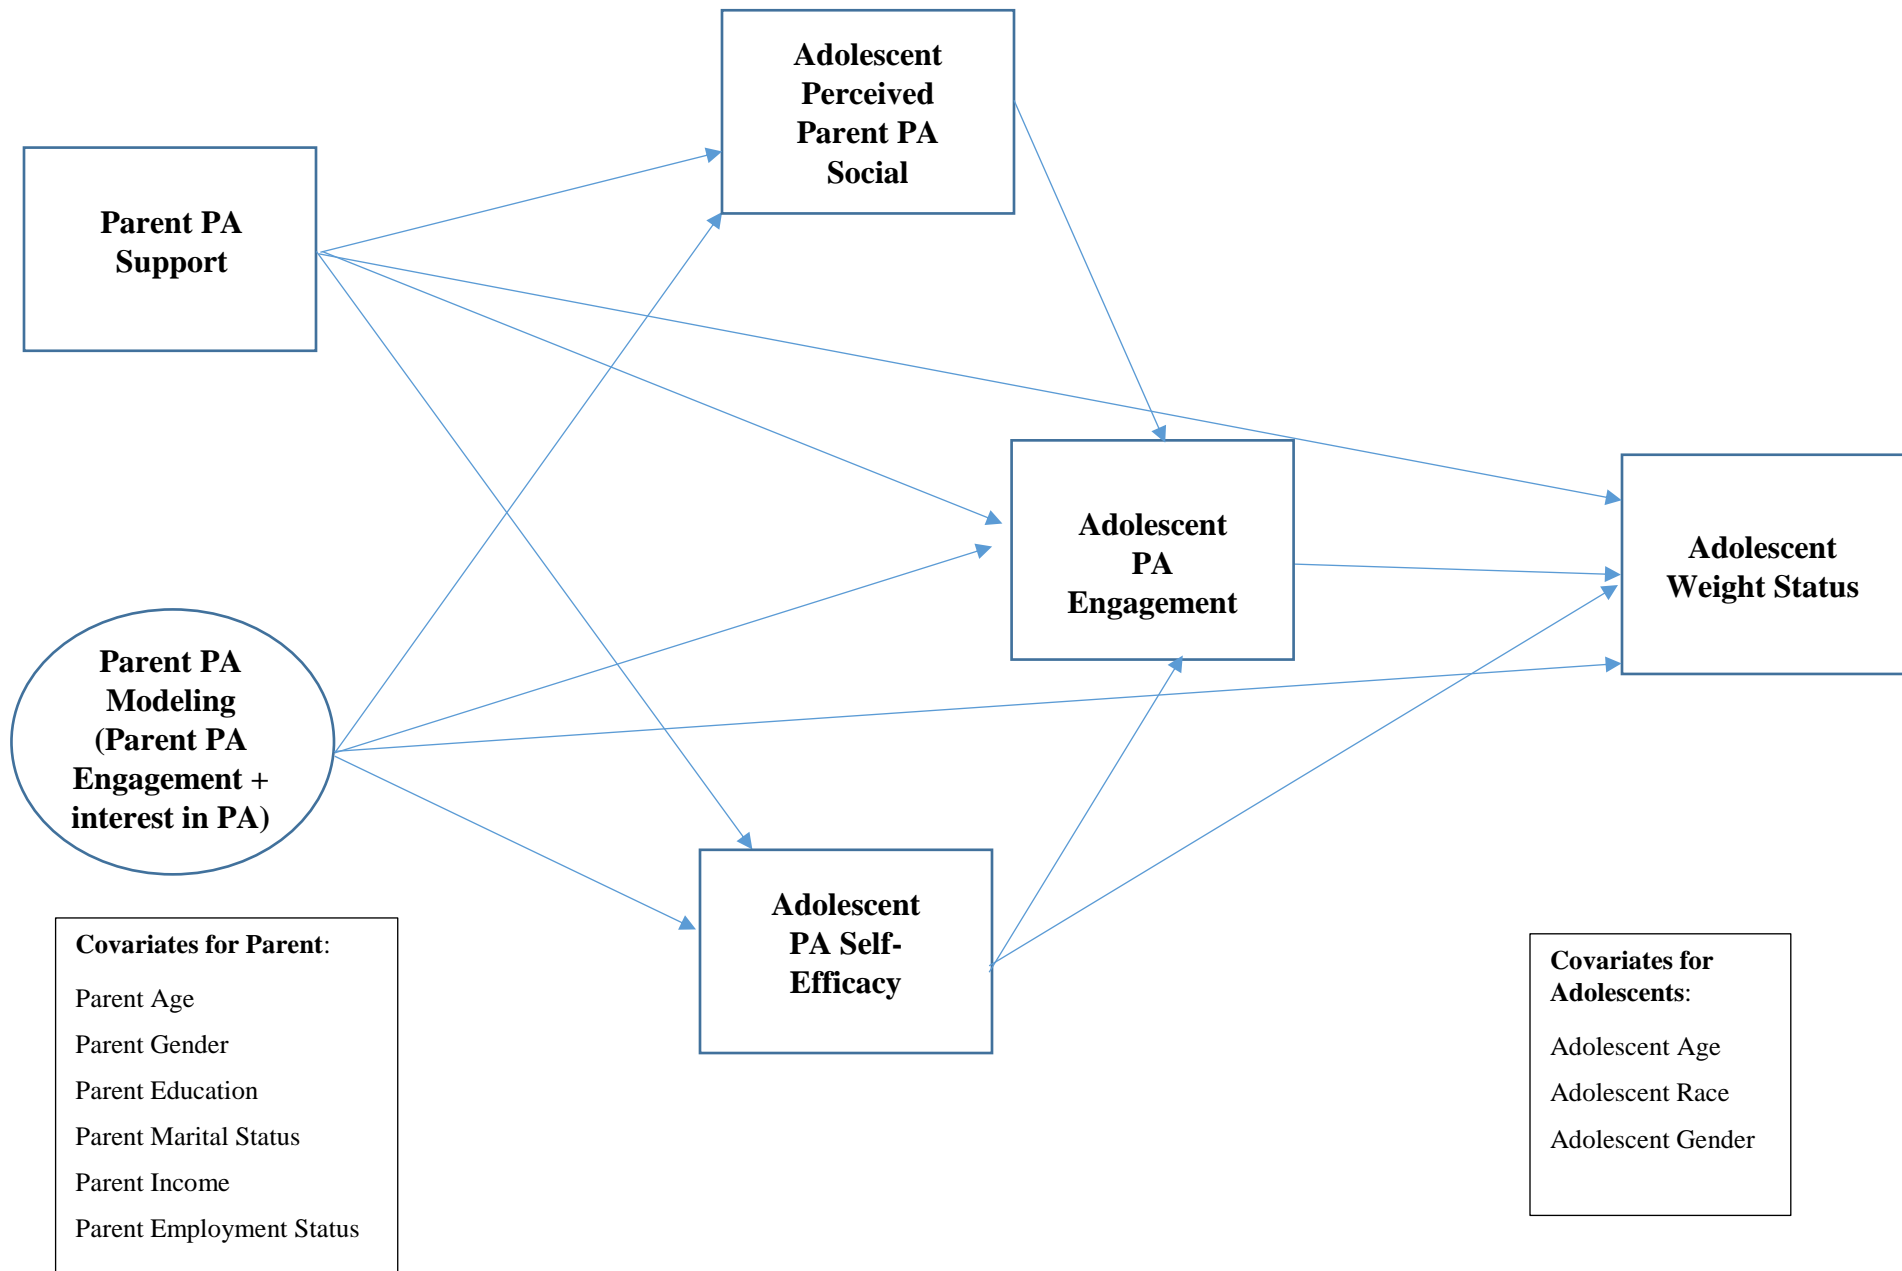 Adolescent
Perceived
Parent PA
Social
Parent PA
Support
Adolescent
PA
Engagement
Adolescent
Weight Status
Parent PA
Modeling
(Parent PA
Engagement +
interest in PA)
Adolescent
PA Self-
Efficacy
Covariates for Parent:
Parent Age
Parent Gender
Parent Education
Parent Marital Status
Parent Income
Parent Employment Status
Covariates for
Adolescents:
Adolescent Age
Adolescent Race
Adolescent Gender